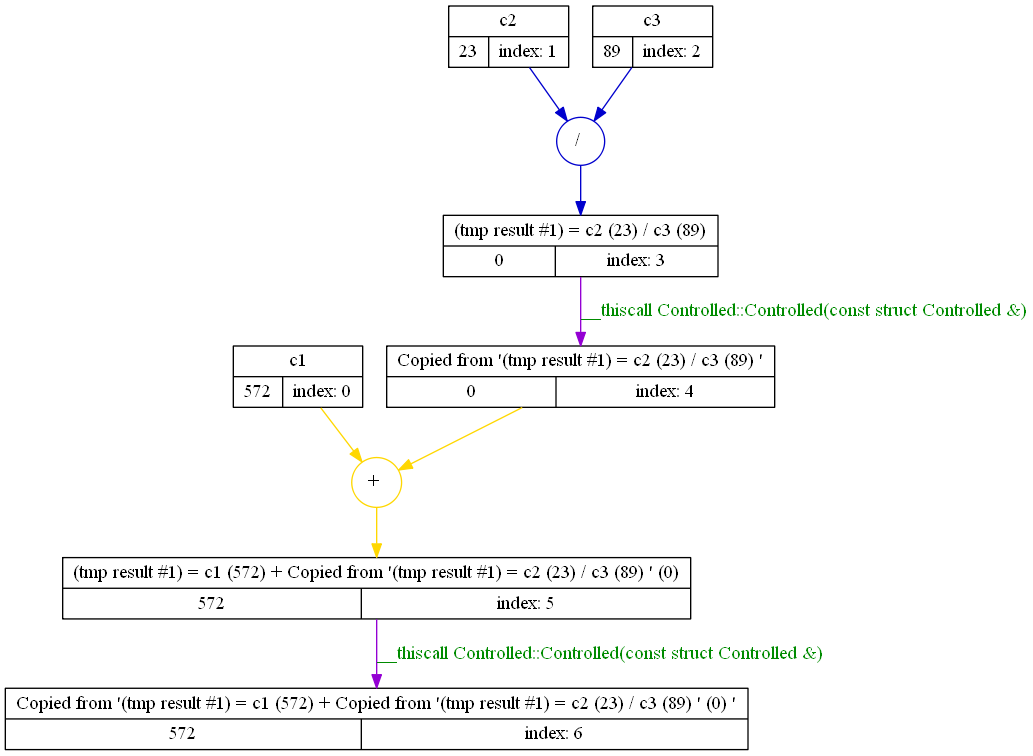 c2
23 index: 1
c3
89 index: 2
/
(tmp result #1) = c2 (23) / c3 (89)
0 index: 3
__thiscall Controlled::Controlled(const struct Controlled &)
c1
572 index: 0
Copied from '(tmp result #1) = c2 (23) / c3 (89) '
0 index: 4
+
(tmp result #1) = c1 (572) + Copied from '(tmp result #1) = c2 (23) / c3 (89) ' (0)
572 index: 5
__thiscall Controlled::Controlled(const struct Controlled &)
Copied from '(tmp result #1) = c1 (572) + Copied from '(tmp result #1) = c2 (23) / c3 (89) ' (0) '
572 index: 6